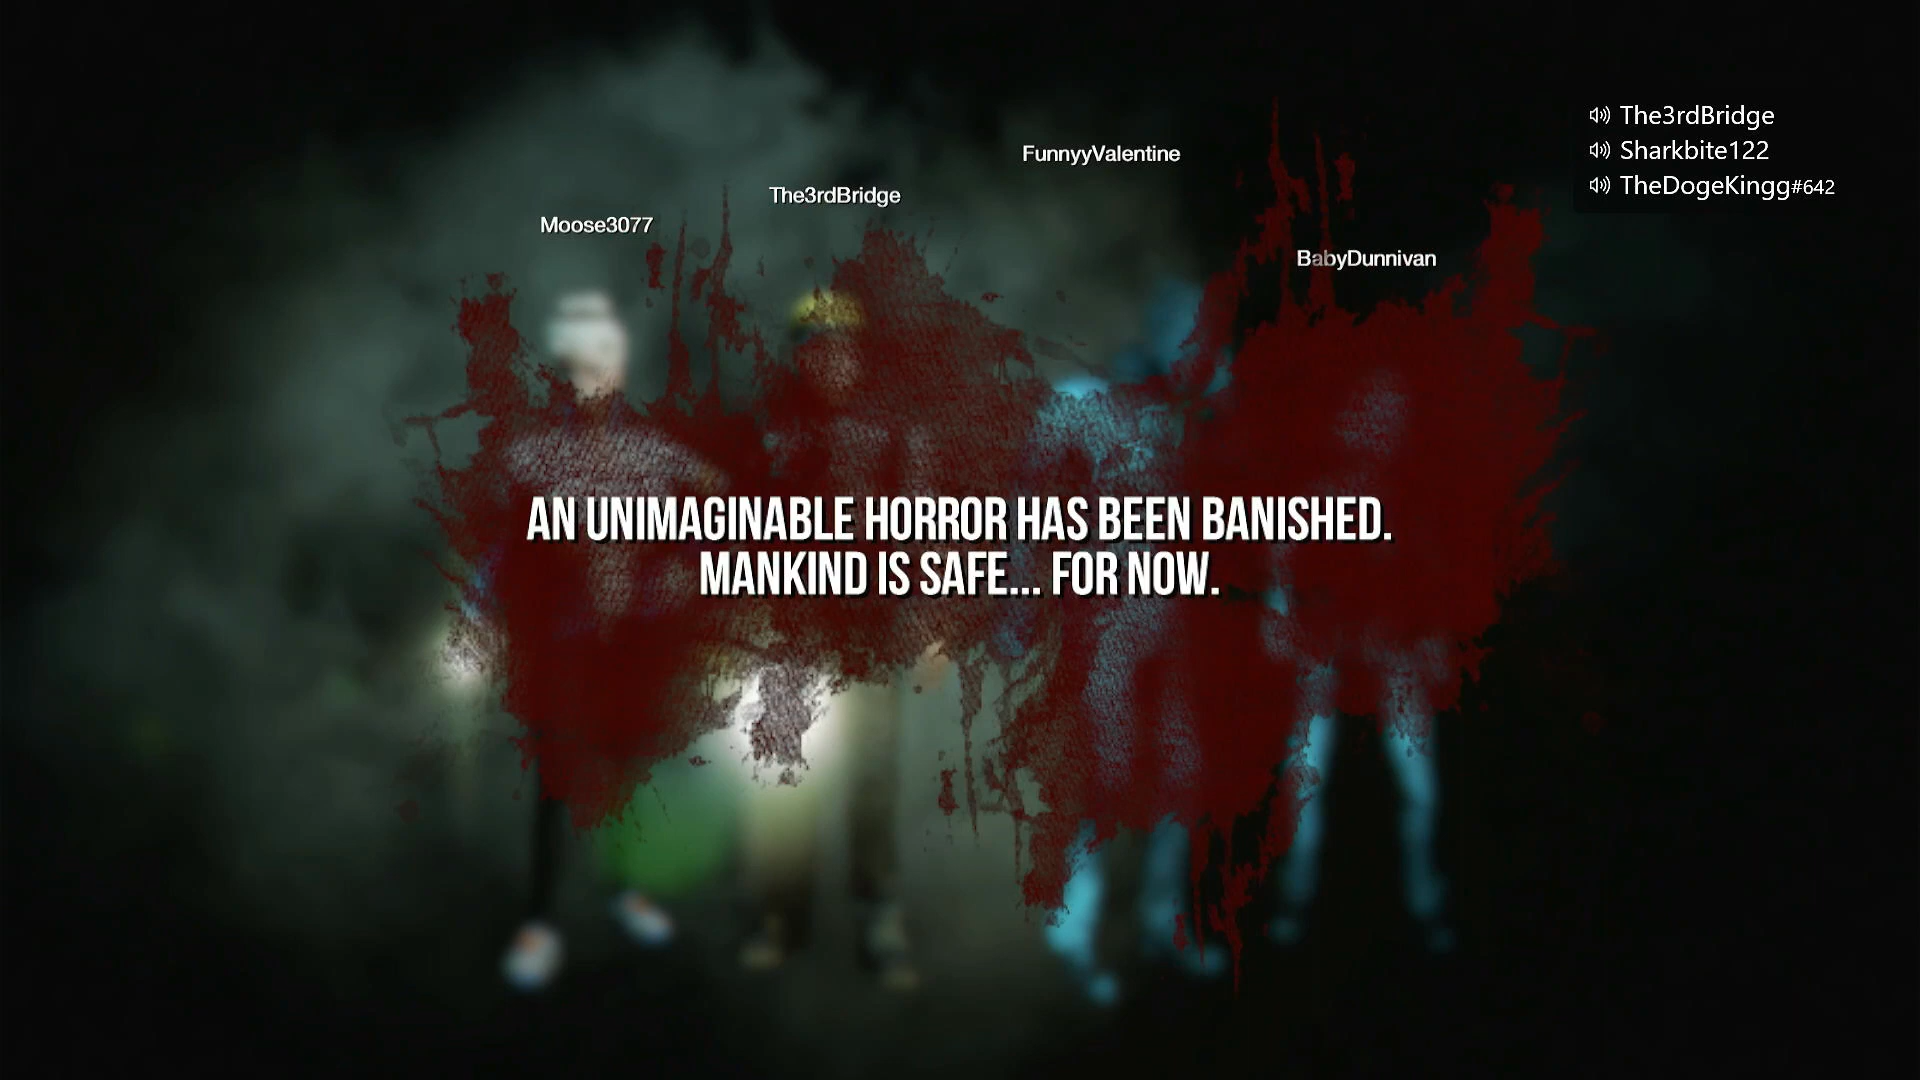 The3rdBridge
Sharkbite122
TheDogeKingg#642
FunnyyValentine
The3rdBridge
Moose3077
BabyDunnivan
AN UNIMAGINABLE HORROR HAS BEEN BANISHED.
MANKIND IS SAFE... FOR NOW.